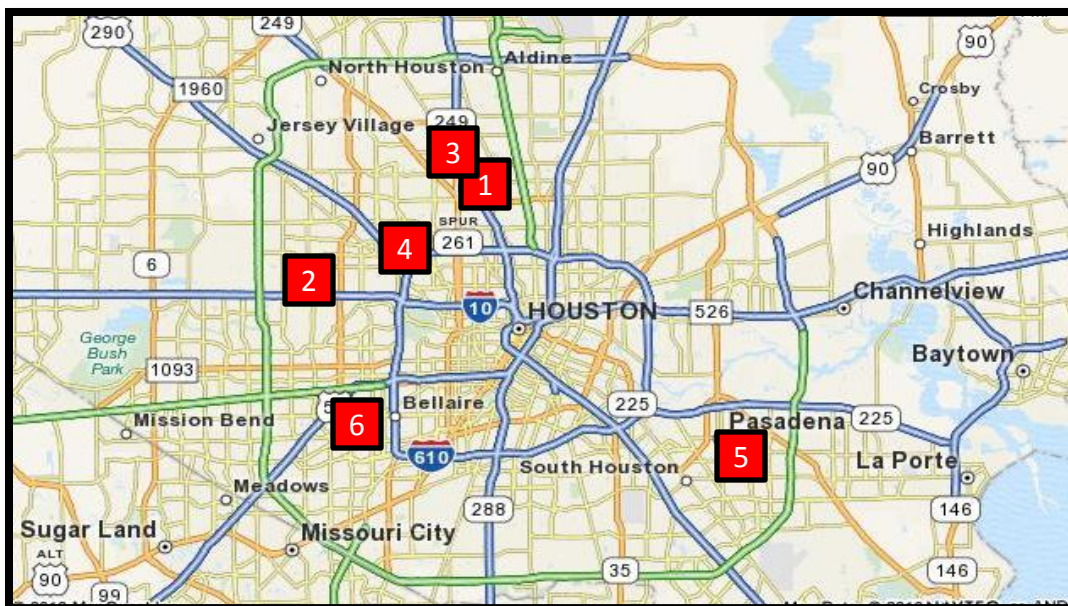 249
290
90
Aldine
North Houston
1960
Crosby
249
Jersey Village
Barrett
3
90
1
SPUR
Highlands
261
4
6
2
Channelview
10
HOUSTON
526
George
Bush
Park
Baytown
1093
Bellaire
225
Mission Bend
Pasadena
225
6
5
610
South Houston
La Porte
Meadows
288
146
Sugar Land
Missouri City
ALT
90
35
146
99